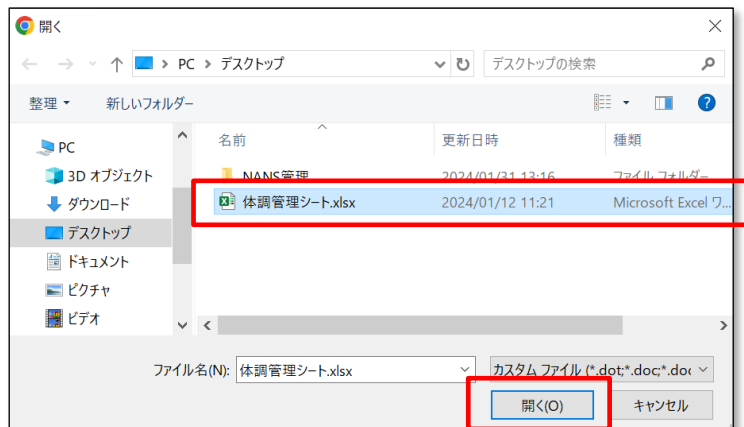 開く
PC > デスクトップ
デスクトップの検索
整理
新しいフォルダー
名前
更新日時
種類
PC
3D オブジェクト
ダウンロード
デスクトップ
ドキュメント
ピクチャ
ビデオ
NANS管理 2024/01/31 13:16 ファイル フォルダー
体調管理シート.xlsx 2024/01/12 11:21 Microsoft Excel ワ...
ファイル名(N): 体調管理シート.xlsx
カスタム ファイル (*.dot;*.doc;*.doc
開く(O)
キャンセル